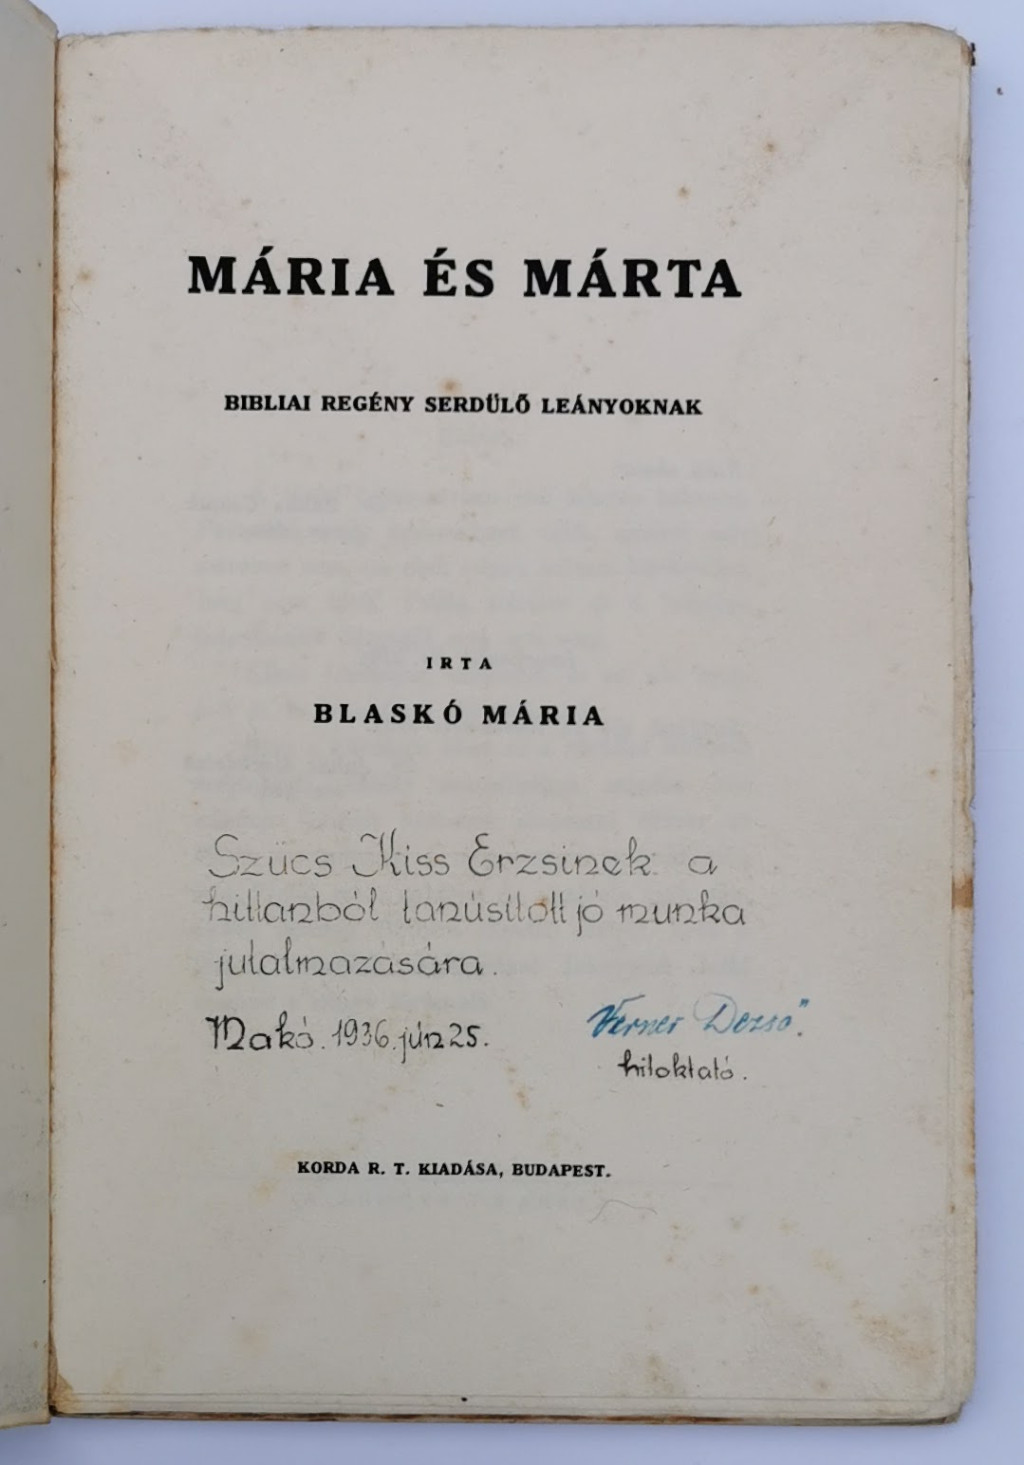 MÁRIA ÉS MÁRTA
BIBLIAI REGÉNY SERDÜLŐ LEÁNYOKNAK
IRTA
BLASKÓ MÁRIA
Szűcs Kiss Erzsinek a
hittanból tanúsított jó munka
jutalmazására.
Makó. 1936. jún 25.
Verner Dezső.
hitoktató.
KORDA R. T. KIADÁSA, BUDAPEST.